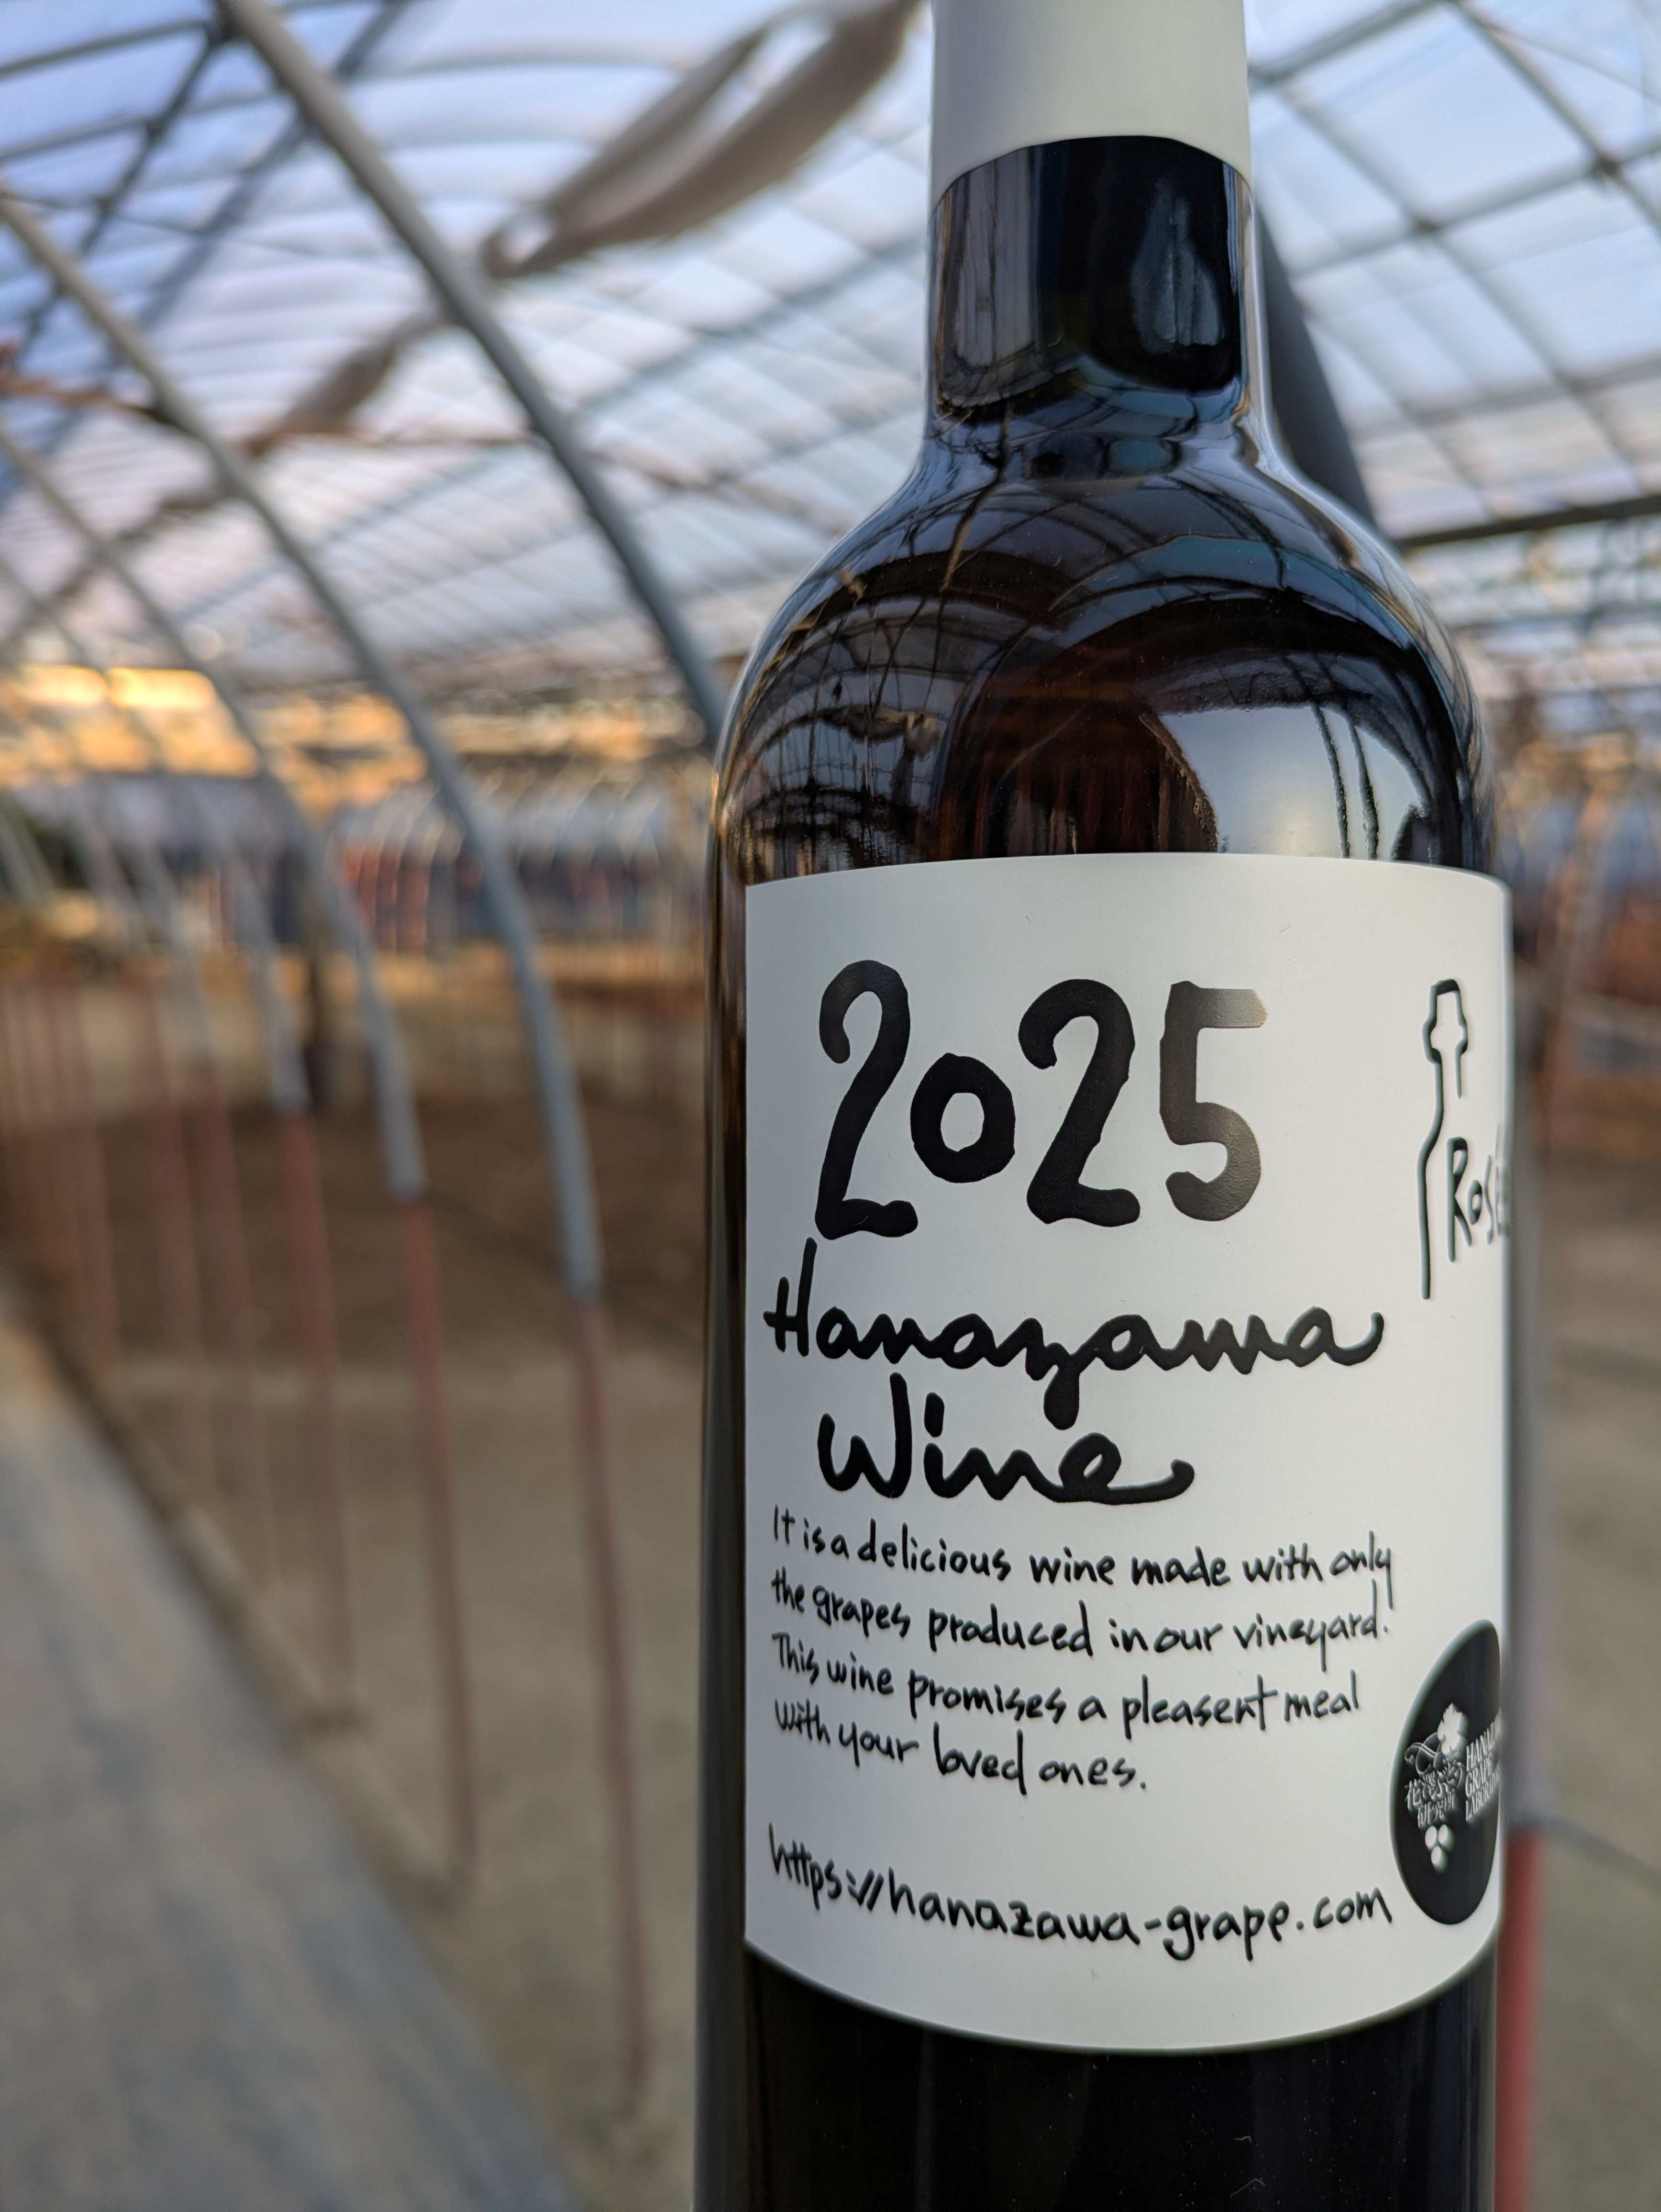 2025
Rosé
Hanazawa
Wine
It is a delicious wine made with only
the grapes produced in our vineyard.
This wine promises a pleasent meal
with your loved ones.
https://hanazawa-grape.com